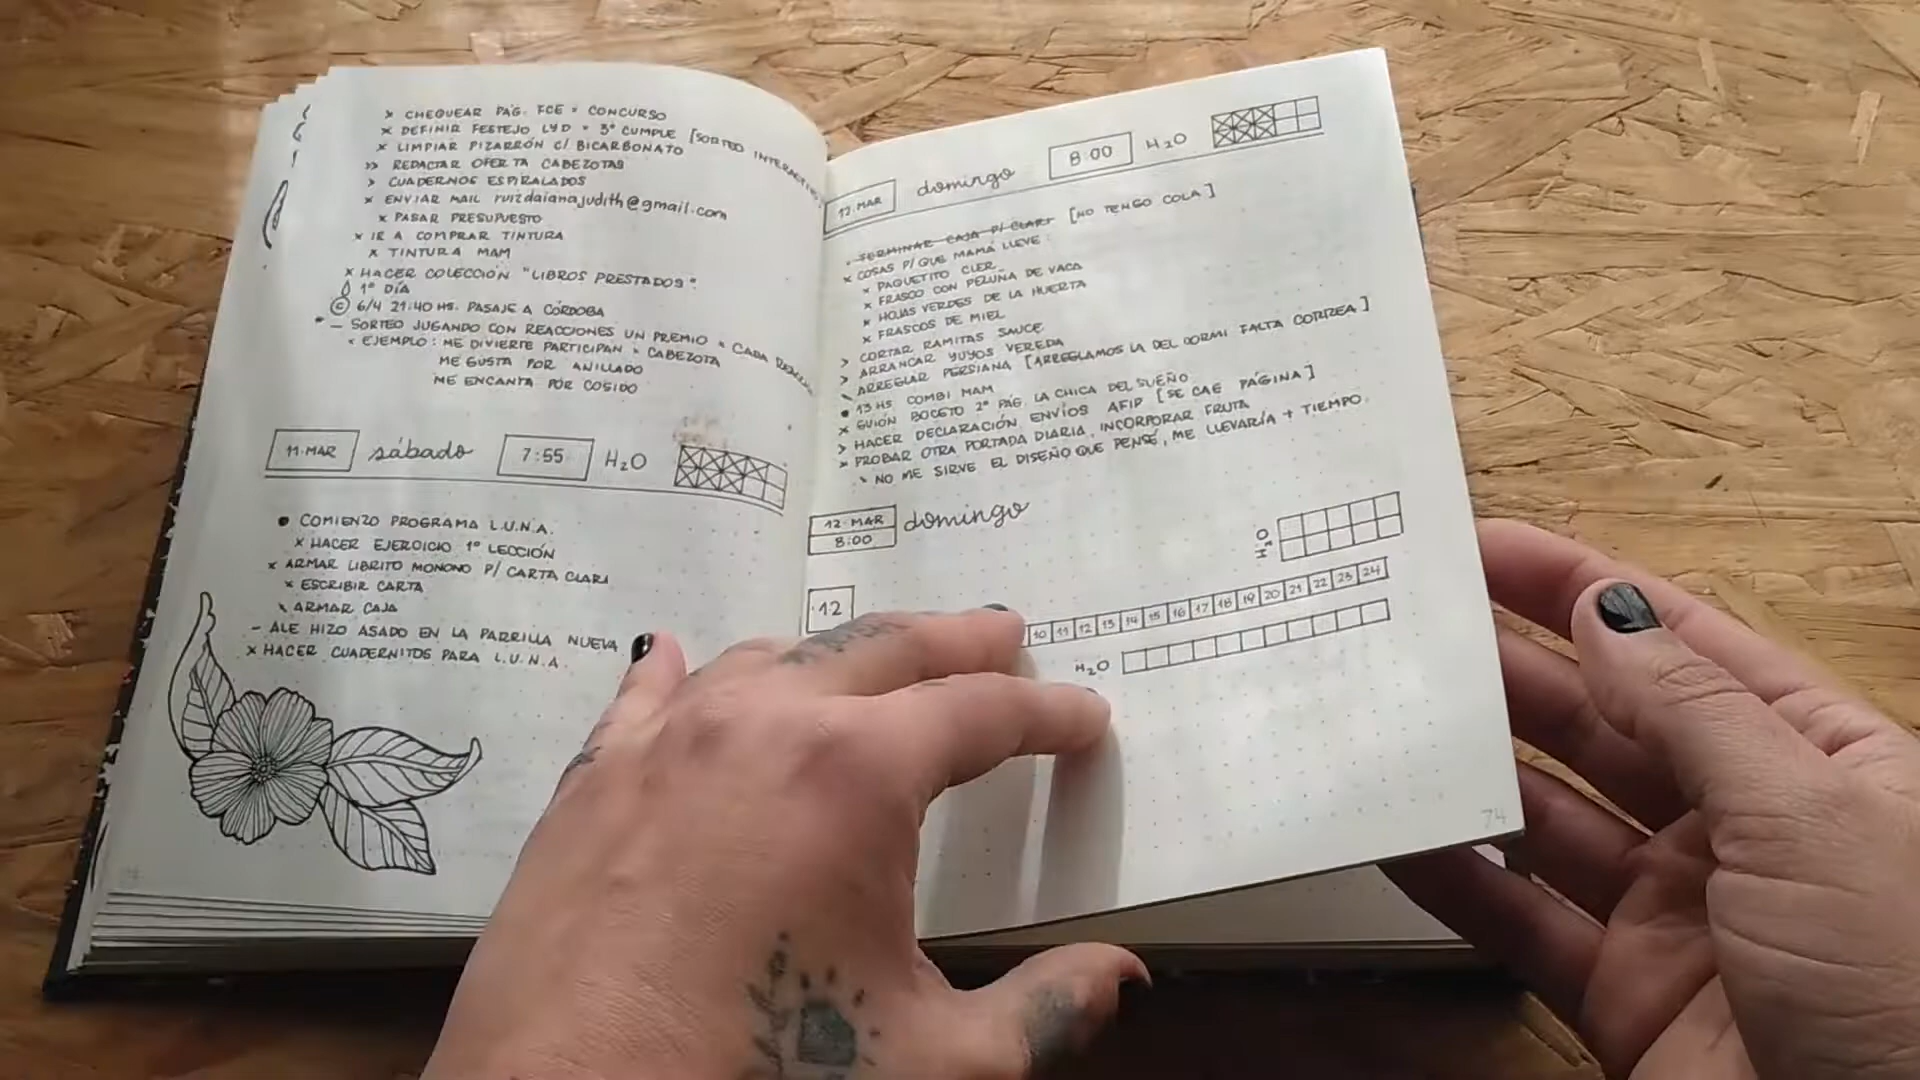 × CHEQUEAR PÁG. FCE = CONCURSO
× DEFINIR FESTEJO LYD = 3º CUMPLE [SORTEO
× LIMPIAR PIZARRÓN C/ BICARBONATO
>> REDACTAR OFERTA CABEZOTAS
> CUADERNOS ESPIRALADOS
× ENVIAR MAIL ruizdaianajudith@gmail.com
× PASAR PRESUPUESTO
× IR A COMPRAR TINTURA
× TINTURA MAM
× HACER COLECCIÓN "LIBROS PRESTADOS".
1º DÍA
© 6/4 21:40 HS. PASAJE A CÓRDOBA
* — SORTEO JUGANDO CON REACCIONES UN PREMIO × CADA
× EJEMPLO: ME DIVIERTE PARTICIPAN × CABEZOTA
ME GUSTA POR ANILLADO
ME ENCANTA POR COSIDO
11·MAR sábado 7:55 H₂O
• COMIENZO PROGRAMA L.U.N.A.
× HACER EJERCICIO 1º LECCIÓN
× ARMAR LIBRITO MONONO P/ CARTA CLARI
× ESCRIBIR CARTA
× ARMAR CAJA
- ALE HIZO ASADO EN LA PARRILLA NUEVA
× HACER CUADERNITOS PARA L.U.N.A.
12·MAR domingo 8:00 H₂O
TERMINAR CAJA P/ CLARI [NO TENGO COLA]
× COSAS P/ QUE MAMÁ LLEVE:
× PAQUETITO CLER
× FRASCO CON PELUÑA DE VACA
× HOJAS VERDES DE LA HUERTA
× FRASCOS DE MIEL
> CORTAR RAMITAS SAUCE
> ARRANCAR YUYOS VEREDA
ARREGLAR PERSIANA [ARREGLAMOS LA DEL DORMI FALTA CORREA]
• 13 HS COMBI MAM
× GUIÓN BOCETO 2ª PÁG. LA CHICA DEL SUEÑO
> HACER DECLARACIÓN ENVÍOS AFIP [SE CAE PÁGINA]
× PROBAR OTRA PORTADA DIARIA, INCORPORAR FRUTA
NO ME SIRVE EL DISEÑO QUE PENSÉ, ME LLEVARÍA + TIEMPO.
12·MAR domingo
8:00
H₂O
·12
10 11 12 13 14 15 16 17 18 19 20 21 22 23 24
H₂O
74